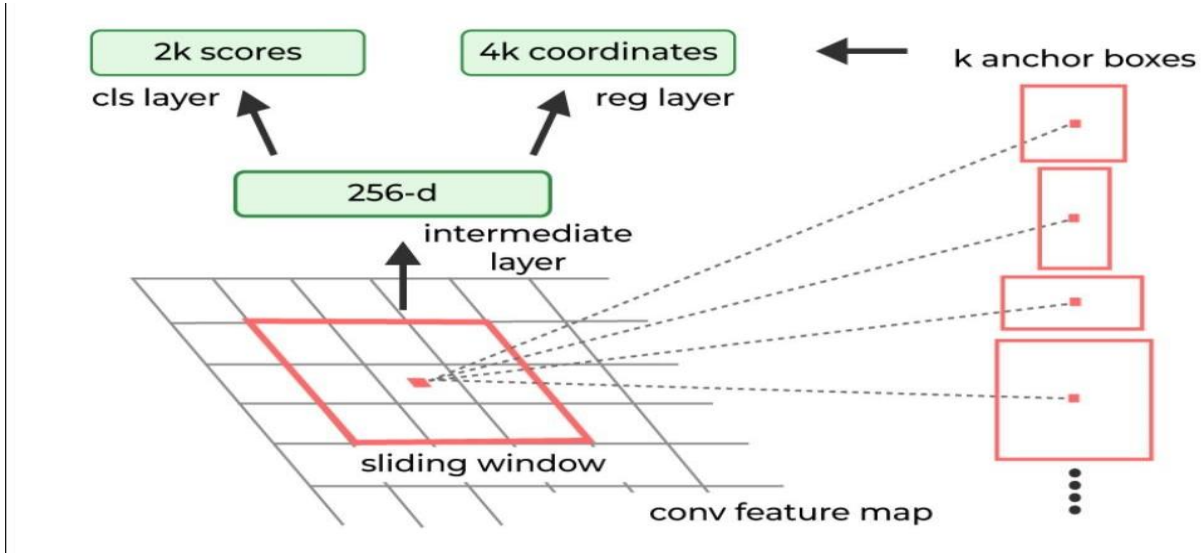 2k scores
4k coordinates
k anchor boxes
cls layer
reg layer
256-d
intermediate
layer
sliding window
conv feature map